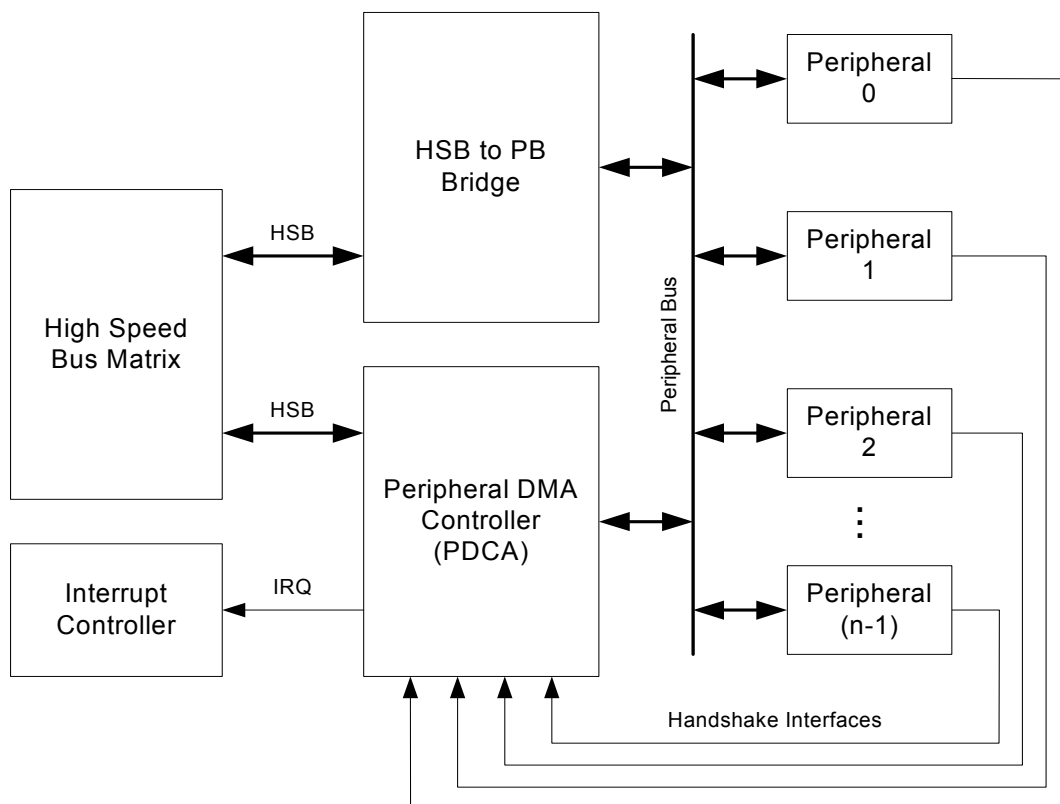 HSB to PB
Bridge
Peripheral
0
HSB
Peripheral
1
High Speed
Bus Matrix
Peripheral Bus
HSB
Peripheral
2
Peripheral DMA
Controller
(PDCA)
Interrupt
Controller
IRQ
Peripheral
(n-1)
Handshake Interfaces